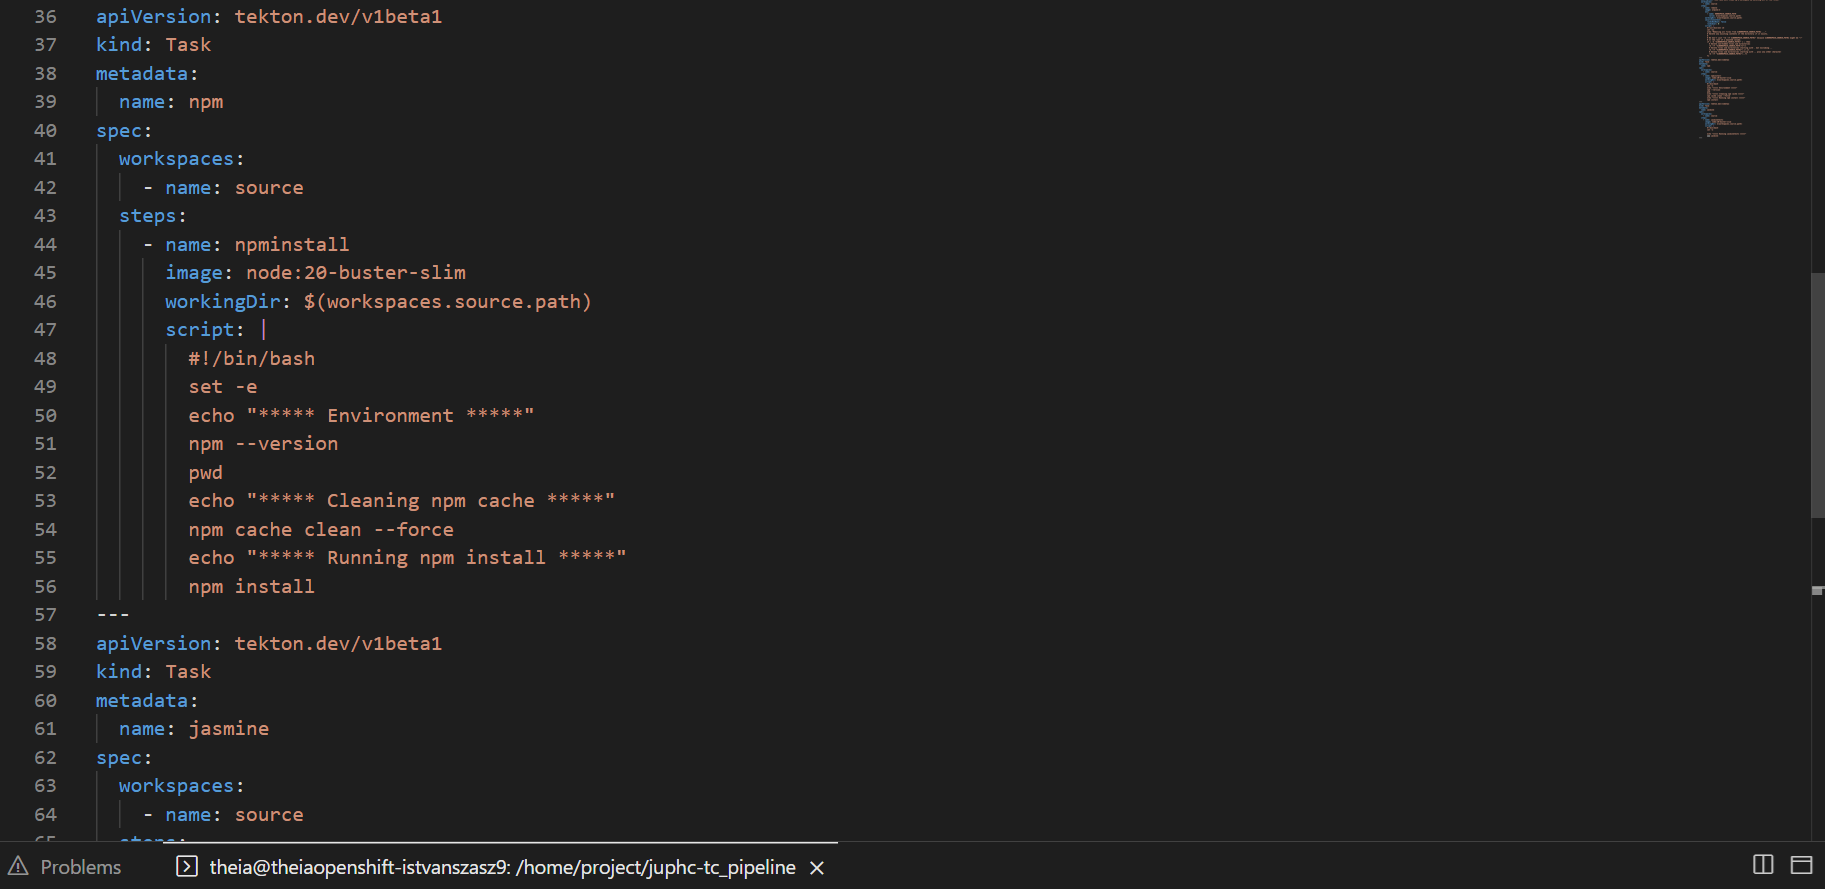 36 apiVersion: tekton.dev/v1beta1
37 kind: Task
38 metadata:
39   name: npm
40 spec:
41   workspaces:
42     - name: source
43   steps:
44     - name: npminstall
45       image: node:20-buster-slim
46       workingDir: $(workspaces.source.path)
47       script: |
48         #!/bin/bash
49         set -e
50         echo "***** Environment *****"
51         npm --version
52         pwd
53         echo "***** Cleaning npm cache *****"
54         npm cache clean --force
55         echo "***** Running npm install *****"
56         npm install
57 ---
58 apiVersion: tekton.dev/v1beta1
59 kind: Task
60 metadata:
61   name: jasmine
62 spec:
63   workspaces:
64     - name: source
65   steps:
Problems
theia@theiaopenshift-istvanszasz9: /home/project/juphc-tc_pipeline